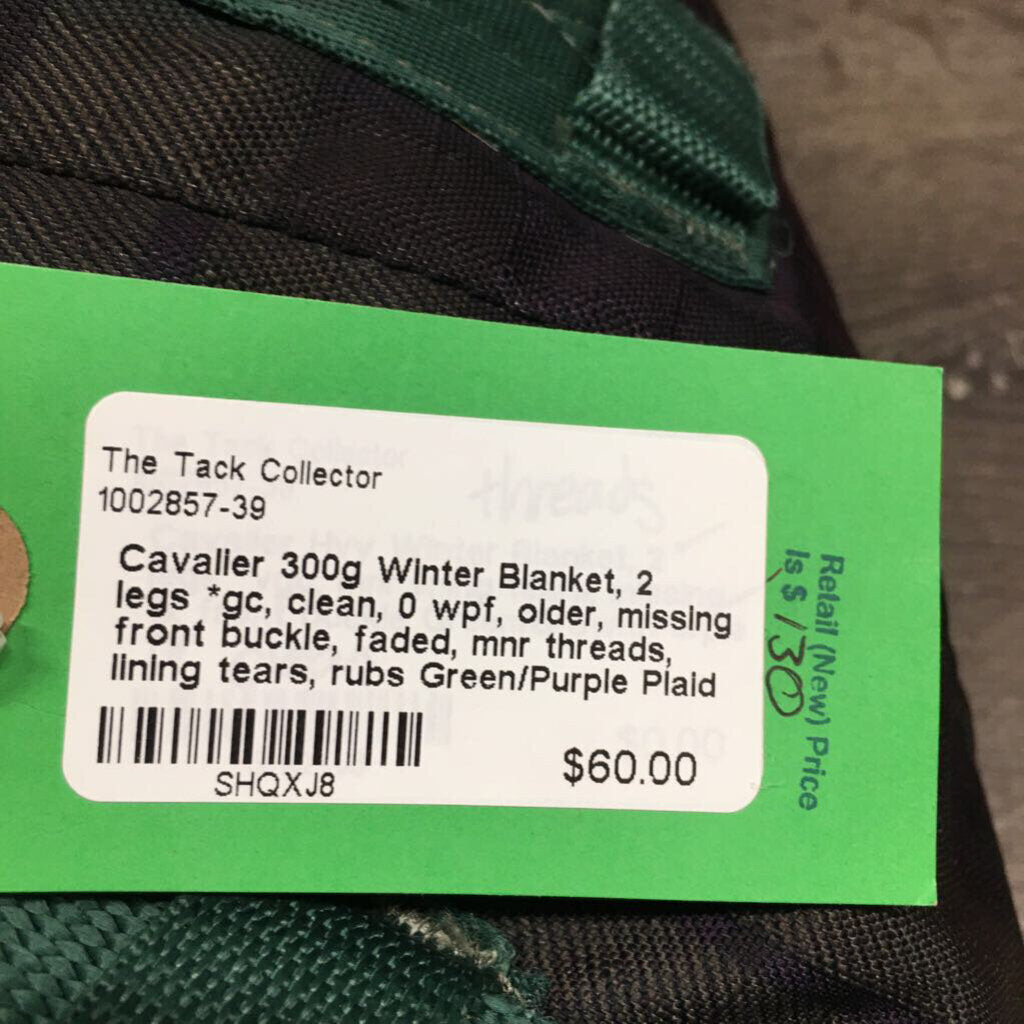 The Tack Collector
1002857-39
Cavalier 300g Winter Blanket, 2
legs *gc, clean, 0 wpf, older, missing
front buckle, faded, mnr threads,
lining tears, rubs Green/Purple Plaid
SHQXJ8
$60.00
Retail (New) Price
Is $ 130
threads